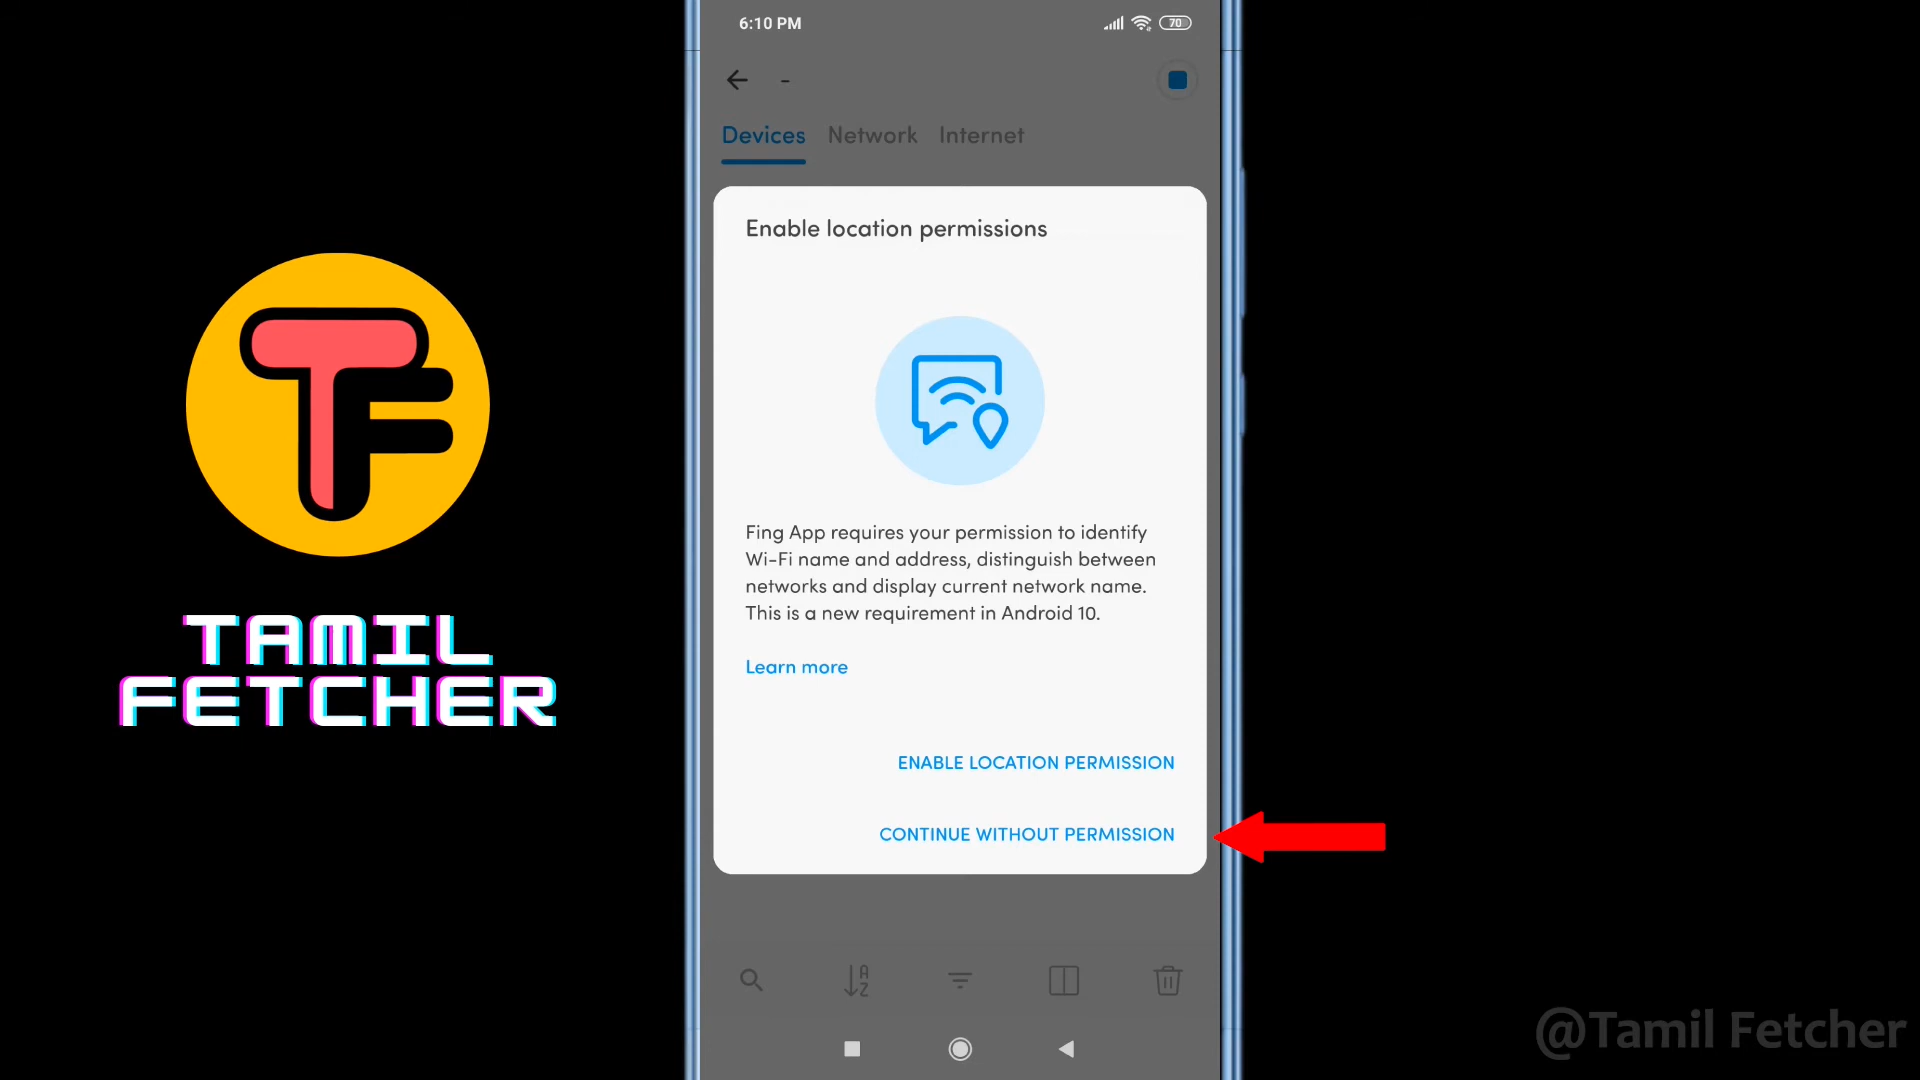 6:10 PM
70
-
Devices Network Internet
Enable location permissions
Fing App requires your permission to identify
Wi-Fi name and address, distinguish between
networks and display current network name.
This is a new requirement in Android 10.
Learn more
ENABLE LOCATION PERMISSION
CONTINUE WITHOUT PERMISSION
A
Z
TF
TAMIL
FETCHER
@Tamil Fetcher